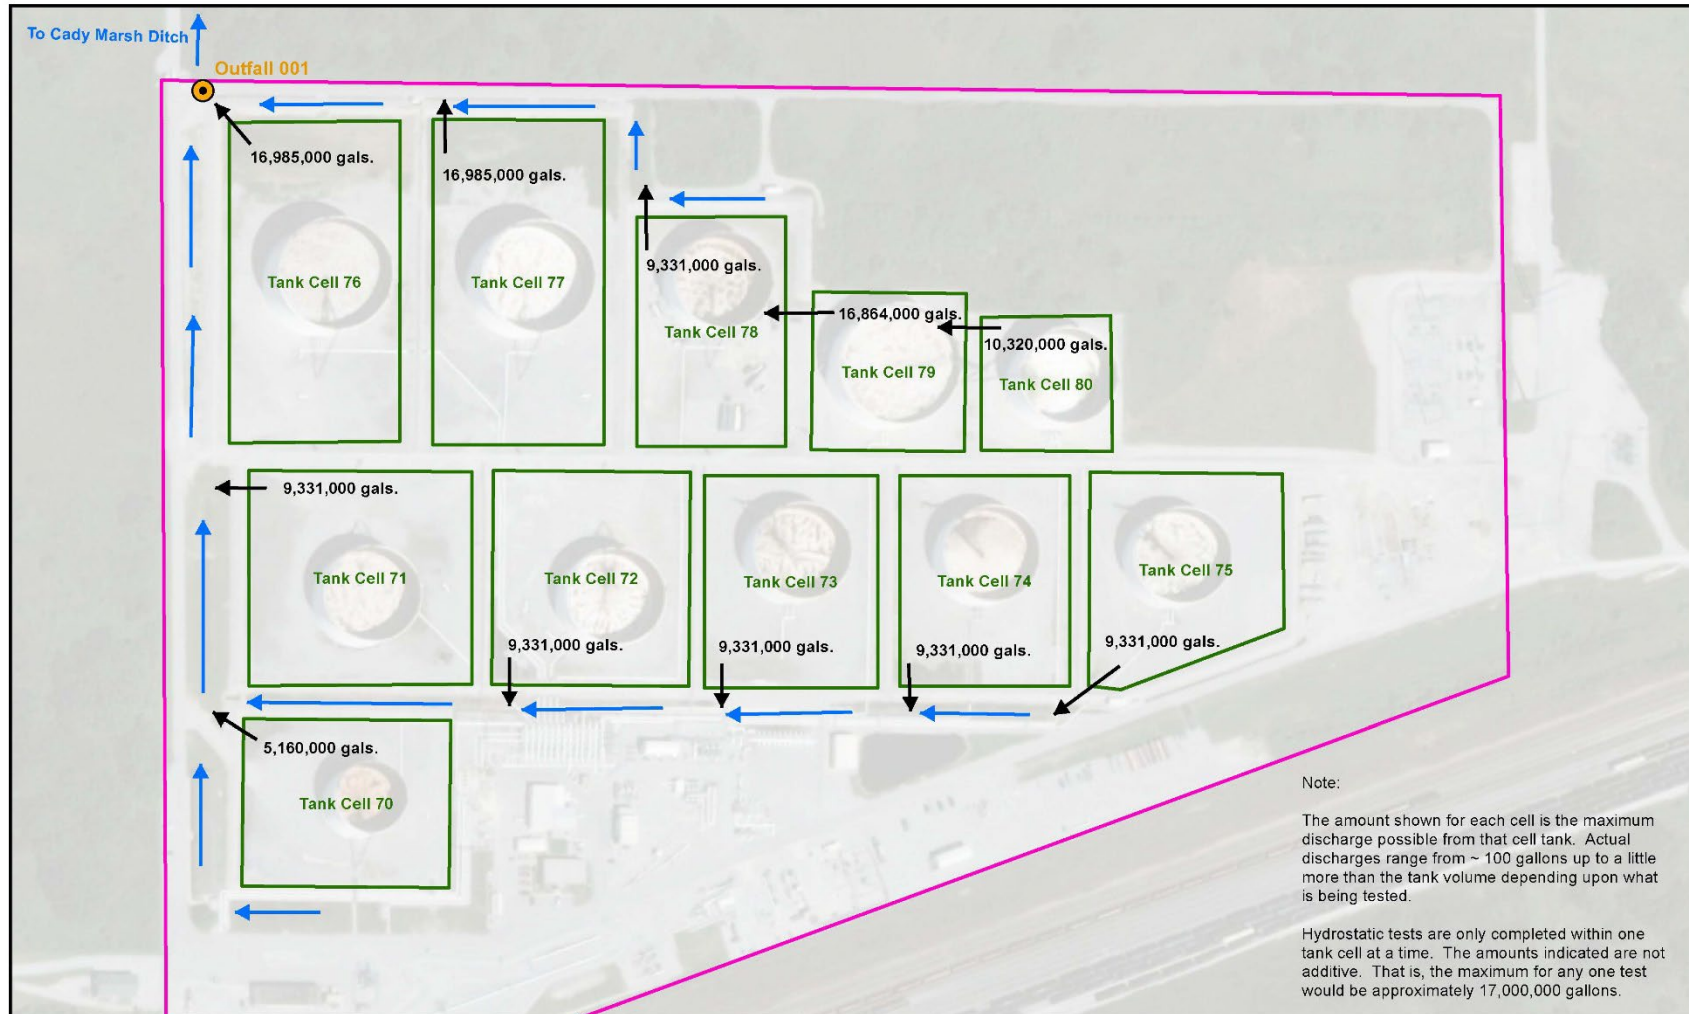 To Cady Marsh Ditch
Outfall 001
16,985,000 gals.
16,985,000 gals.
9,331,000 gals.
Tank Cell 76
Tank Cell 77
Tank Cell 78
16,864,000 gals.
10,320,000 gals.
Tank Cell 79
Tank Cell 80
9,331,000 gals.
Tank Cell 71
Tank Cell 72
Tank Cell 73
Tank Cell 74
Tank Cell 75
9,331,000 gals.
9,331,000 gals.
9,331,000 gals.
9,331,000 gals.
5,160,000 gals.
Tank Cell 70
Note:
The amount shown for each cell is the maximum
discharge possible from that cell tank. Actual
discharges range from ~ 100 gallons up to a little
more than the tank volume depending upon what
is being tested.
Hydrostatic tests are only completed within one
tank cell at a time. The amounts indicated are not
additive. That is, the maximum for any one test
would be approximately 17,000,000 gallons.